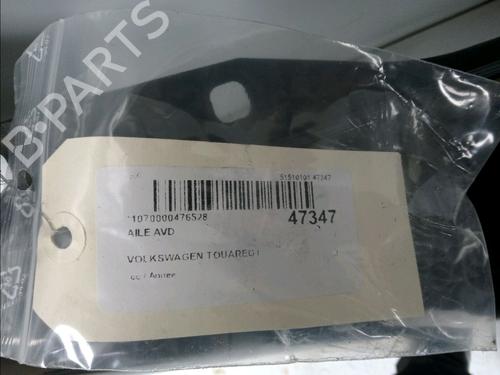 B-PARTS
51510101 47347
*1070000476528
47347
AILE AVD
VOLKSWAGEN TOUAREG I